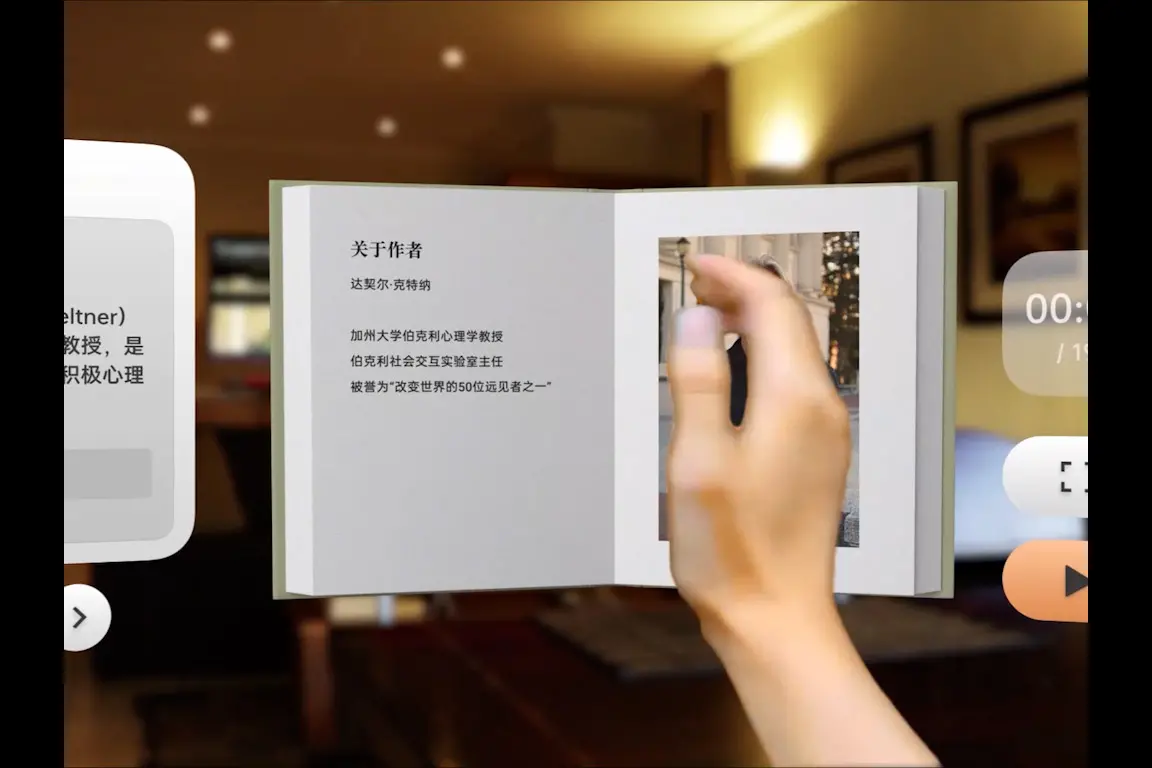 eltner)
教授，是
积极心理
关于作者
达契尔·克特纳
加州大学伯克利心理学教授
伯克利社会交互实验室主任
被誉为“改变世界的50位远见者之一”
00:
/ 1